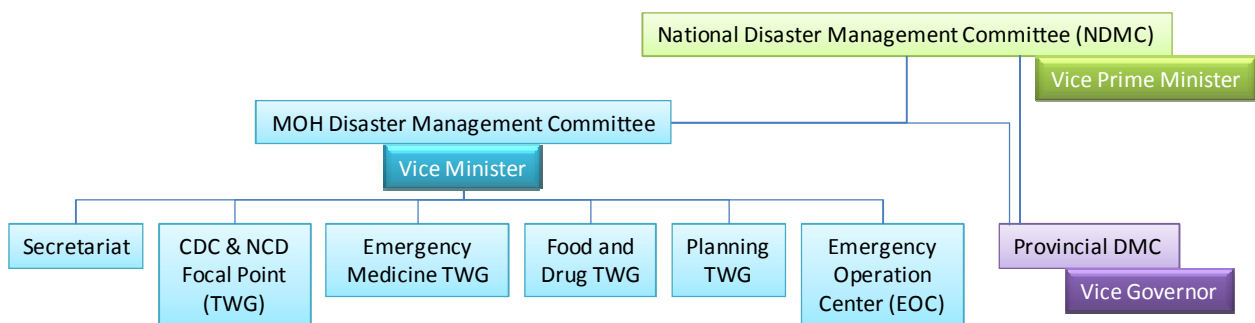 National Disaster Management Committee (NDMC)
Vice Prime Minister
MOH Disaster Management Committee
Vice Minister
Secretariat
CDC & NCD
Focal Point
(TWG)
Emergency
Medicine TWG
Food and
Drug TWG
Planning
TWG
Emergency
Operation
Center (EOC)
Provincial DMC
Vice Governor